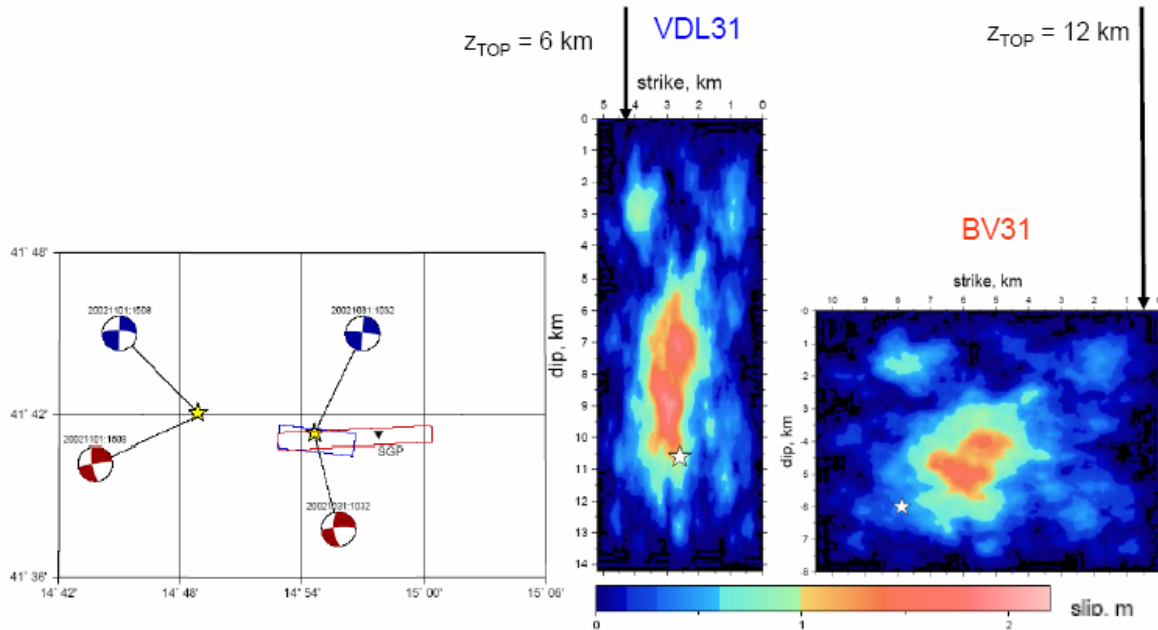 z_TOP = 6 km
VDL31
z_TOP = 12 km
strike, km
5 4 3 2 1 0
0
1
2
3
4
5
6
7
8
9
10
11
12
13
14
dip, km
BV31
strike, km
10 9 8 7 6 5 4 3 2 1 0
-0
-1
-2
-3
-4
-5
-6
-7
-8
dip, km
41° 48'
41° 42'
41° 36'
14° 42' 14° 48' 14° 54' 15° 00' 15° 06'
20021101:1508
20021031:1032
20021031:1032
SGP
0 1 2
slip, m